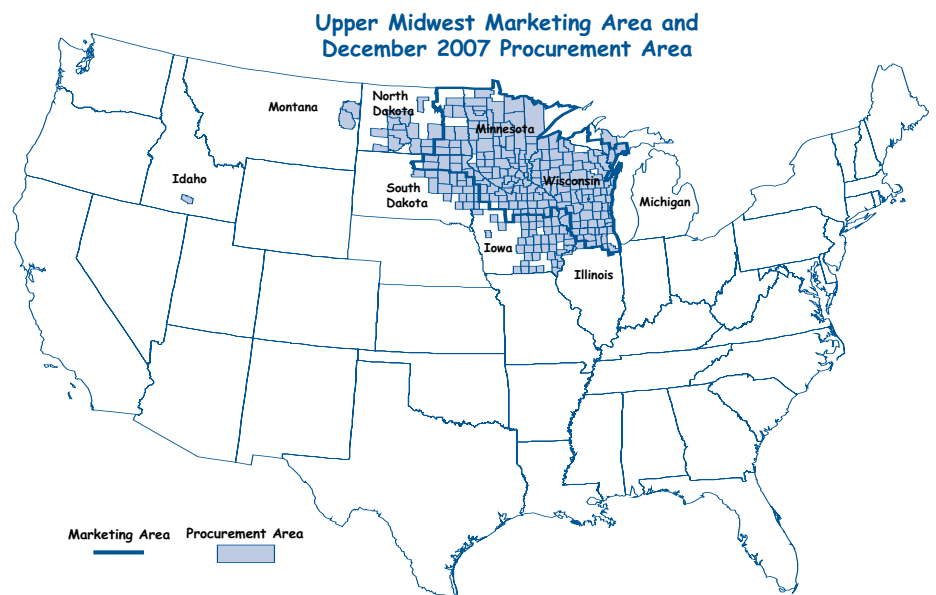 Upper Midwest Marketing Area and
December 2007 Procurement Area
Montana
North
Dakota
Minnesota
Idaho
South
Dakota
Wisconsin
Michigan
Iowa
Illinois
Marketing Area
Procurement Area